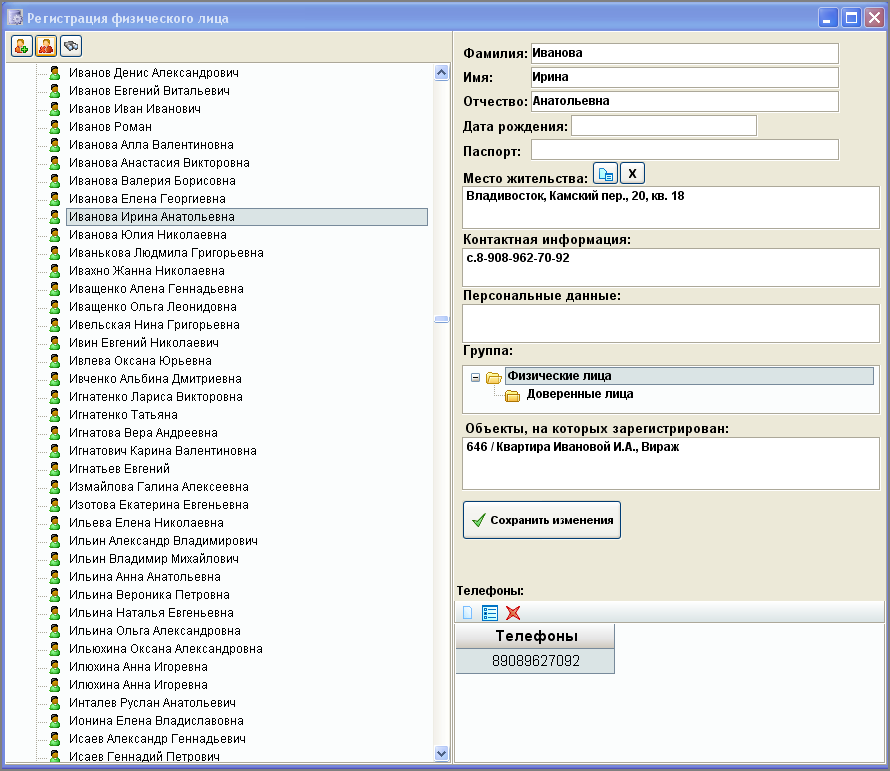 Регистрация физического лица
Иванов Денис Александрович
Иванов Евгений Витальевич
Иванов Иван Иванович
Иванов Роман
Иванова Алла Валентиновна
Иванова Анастасия Викторовна
Иванова Валерия Борисовна
Иванова Елена Георгиевна
Иванова Ирина Анатольевна
Иванова Юлия Николаевна
Иванькова Людмила Григорьевна
Ивахно Жанна Николаевна
Иващенко Алена Геннадьевна
Иващенко Ольга Леонидовна
Ивельская Нина Григорьевна
Ивин Евгений Николаевич
Ивлева Оксана Юрьевна
Ивченко Альбина Дмитриевна
Игнатенко Лариса Викторовна
Игнатенко Татьяна
Игнатова Вера Андреевна
Игнатович Карина Валентиновна
Игнатьев Евгений
Измайлова Галина Алексеевна
Изотова Екатерина Евгеньевна
Ильева Елена Николаевна
Ильин Александр Владимирович
Ильин Владимир Михайлович
Ильина Анна Анатольевна
Ильина Вероника Петровна
Ильина Наталья Евгеньевна
Ильина Ольга Александровна
Ильюхина Оксана Александровна
Илюхина Анна Игоревна
Илюхина Анна Игоревна
Инталев Руслан Анатольевич
Ионина Елена Владиславовна
Исаев Александр Геннадьевич
Исаев Геннадий Петрович
Фамилия: Иванова
Имя: Ирина
Отчество: Анатольевна
Дата рождения:
Паспорт:
Место жительства: X
Владивосток, Камский пер., 20, кв. 18
Контактная информация:
с.8-908-962-70-92
Персональные данные:
Группа:
Физические лица
Доверенные лица
Объекты, на которых зарегистрирован:
646 / Квартира Ивановой И.А., Вираж
Сохранить изменения
Телефоны:
Телефоны
89089627092